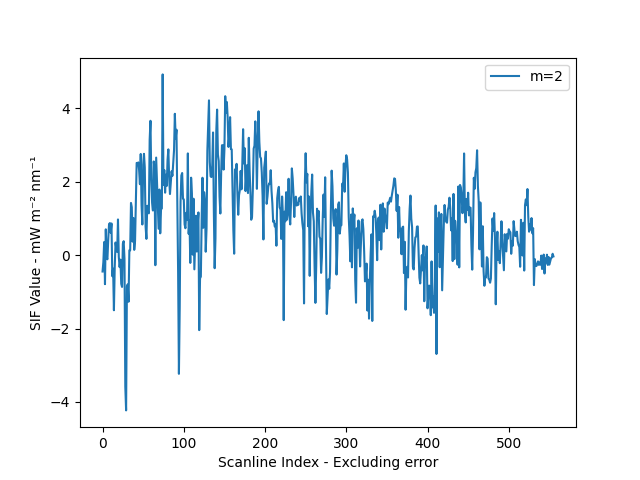 m=2
4
2
0
−2
−4
SIF Value - mW m⁻² nm⁻¹
0 100 200 300 400 500
Scanline Index - Excluding error